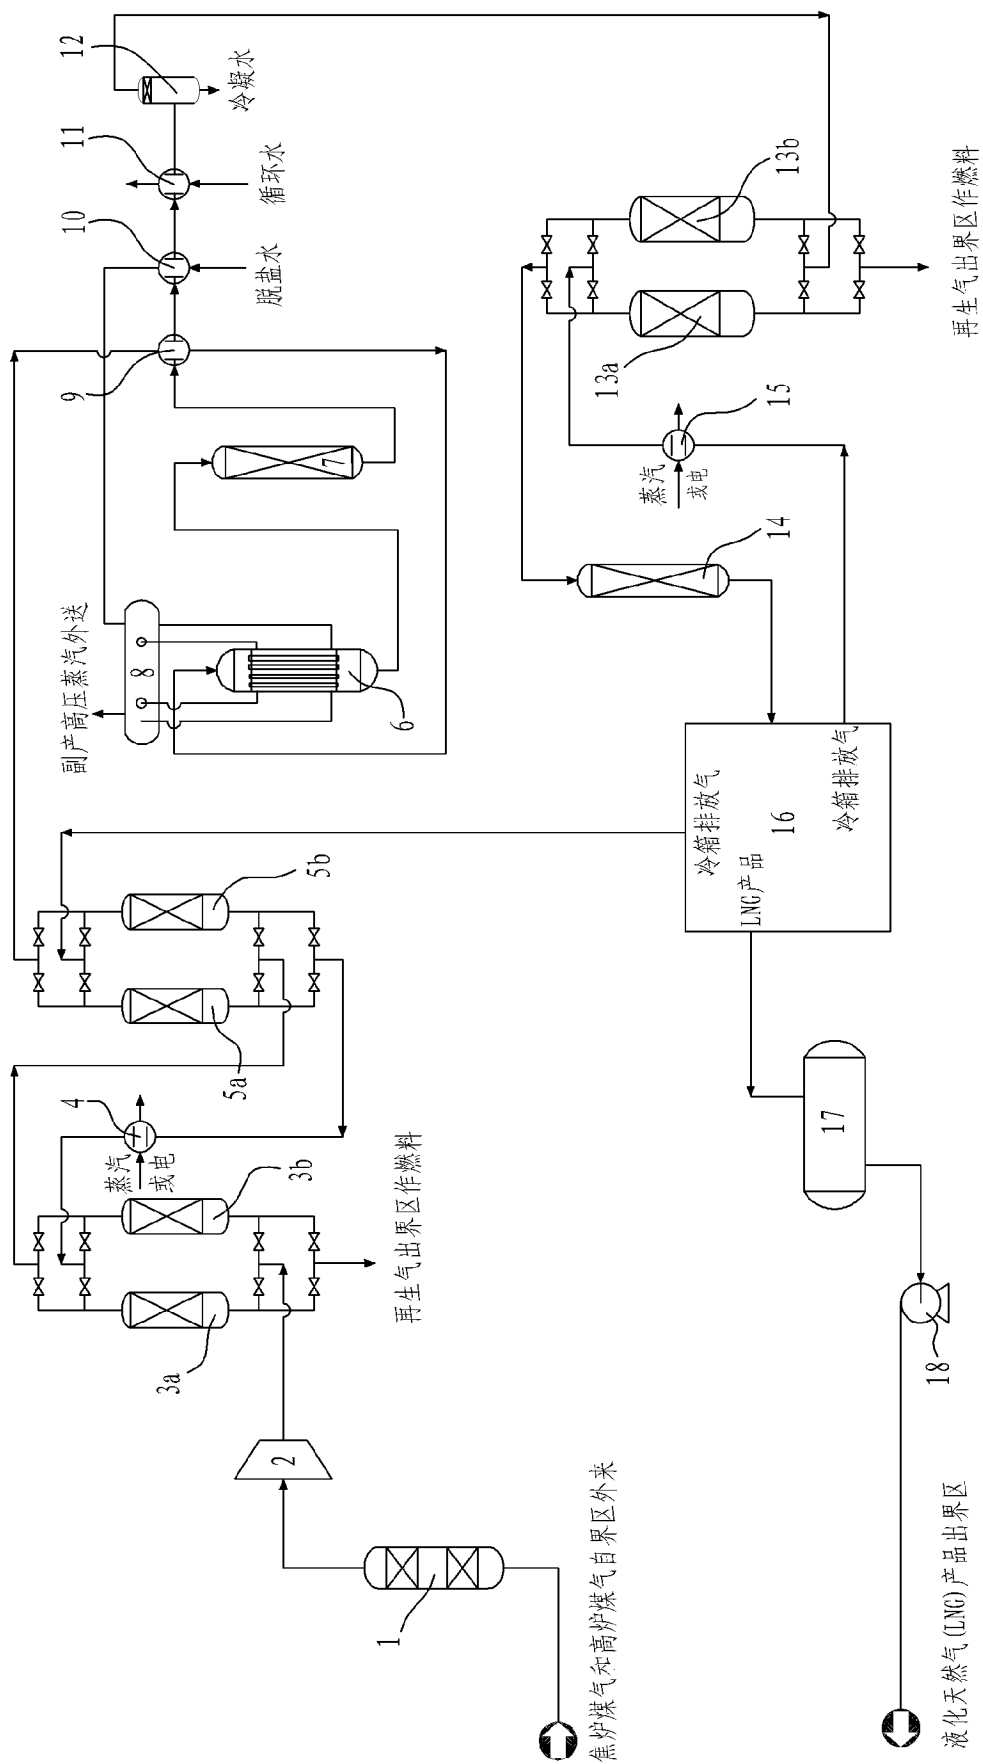 焦炉煤气和高炉煤气自界区外来
1
2
3a
3b
再生气出界区作燃料
蒸汽
或电
4
5a
5b
副产高压蒸汽外送
8
6
7
9
10
脱盐水
11
循环水
12
冷凝水
13a
13b
再生气出界区作燃料
蒸汽
或电
15
14
冷箱排放气
LNG产品
16
冷箱排放气
17
18
液化天然气(LNG)产品出界区